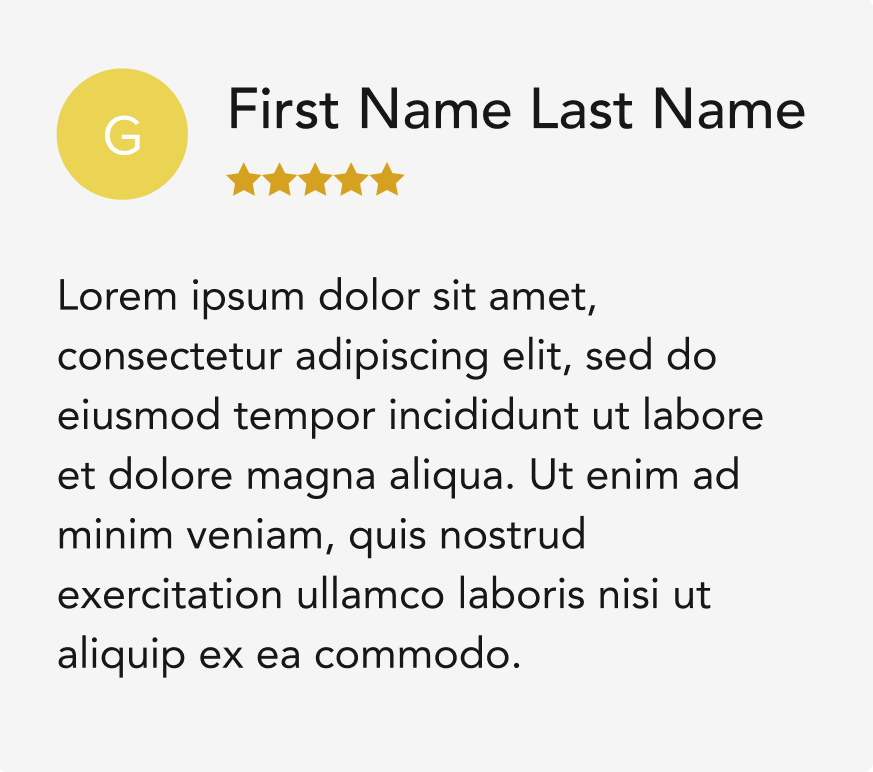 G
First Name Last Name
Lorem ipsum dolor sit amet,
consectetur adipiscing elit, sed do
eiusmod tempor incididunt ut labore
et dolore magna aliqua. Ut enim ad
minim veniam, quis nostrud
exercitation ullamco laboris nisi ut
aliquip ex ea commodo.